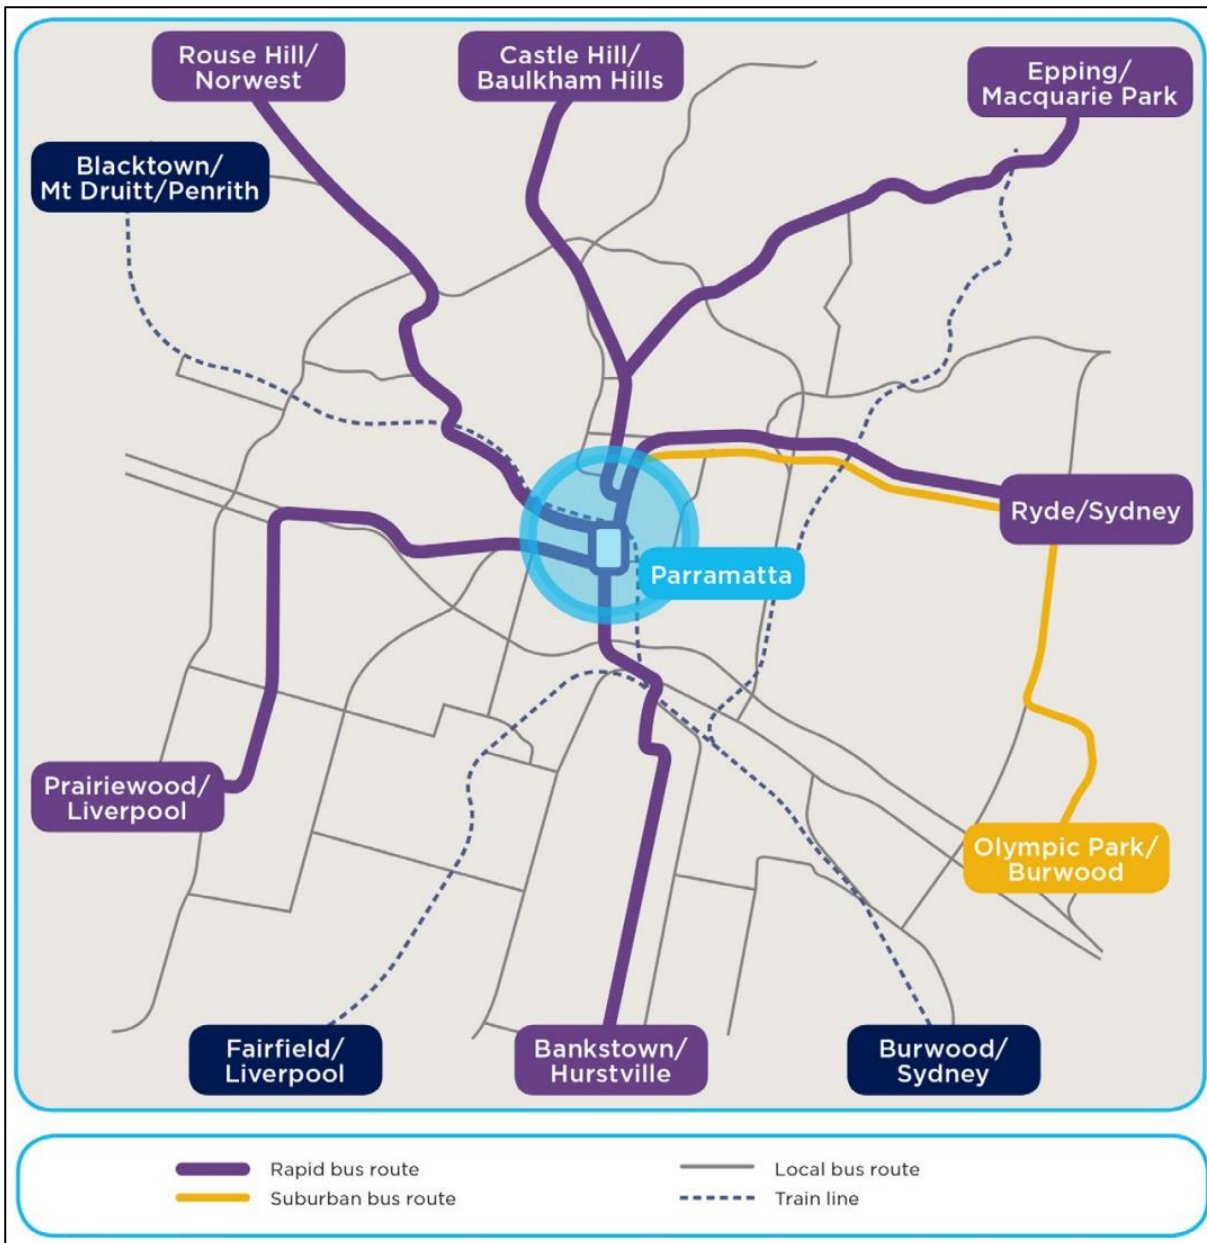 Rouse Hill/
Norwest
Castle Hill/
Baulkham Hills
Epping/
Macquarie Park
Blacktown/
Mt Druitt/Penrith
Ryde/Sydney
Parramatta
Prairiewood/
Liverpool
Olympic Park/
Burwood
Fairfield/
Liverpool
Bankstown/
Hurstville
Burwood/
Sydney
Rapid bus route
Local bus route
Suburban bus route
Train line